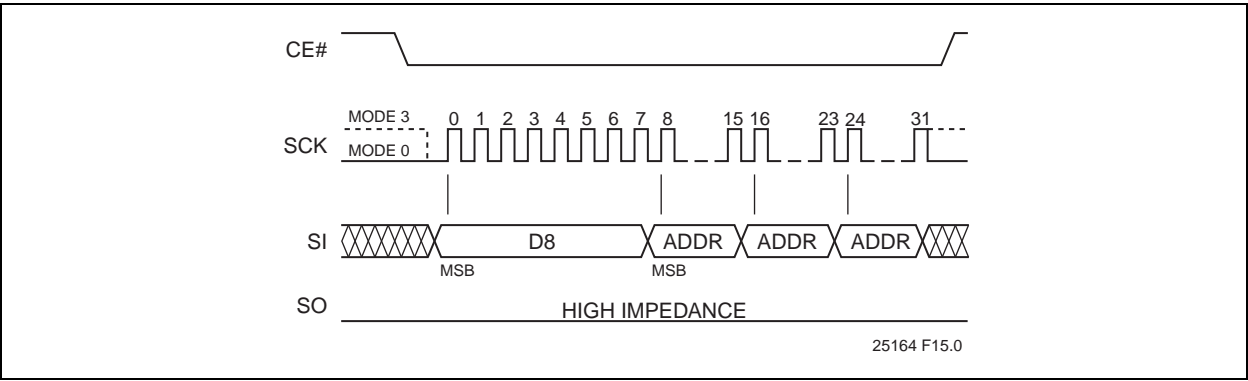 CE#
MODE 3
0 1 2 3 4 5 6 7 8 15 16 23 24 31
SCK
MODE 0
SI D8 ADDR ADDR ADDR
MSB MSB
SO HIGH IMPEDANCE
25164 F15.0